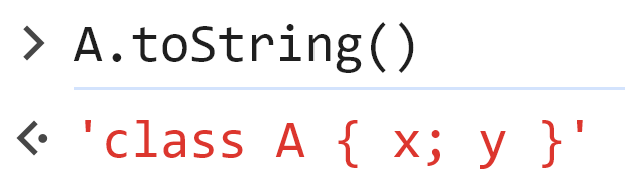 > A.toString()
'class A { x; y }'